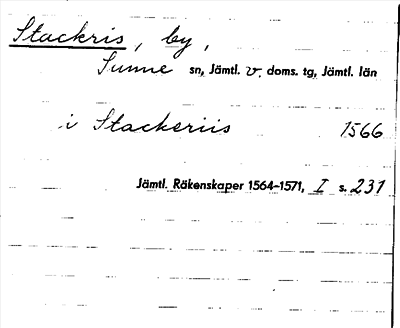 Stackris, by,
Sunne sn, Jämtl. v. doms. tg, Jämtl. län
i Stackeriis 1566
Jämtl. Räkenskaper 1564-1571, I s. 231